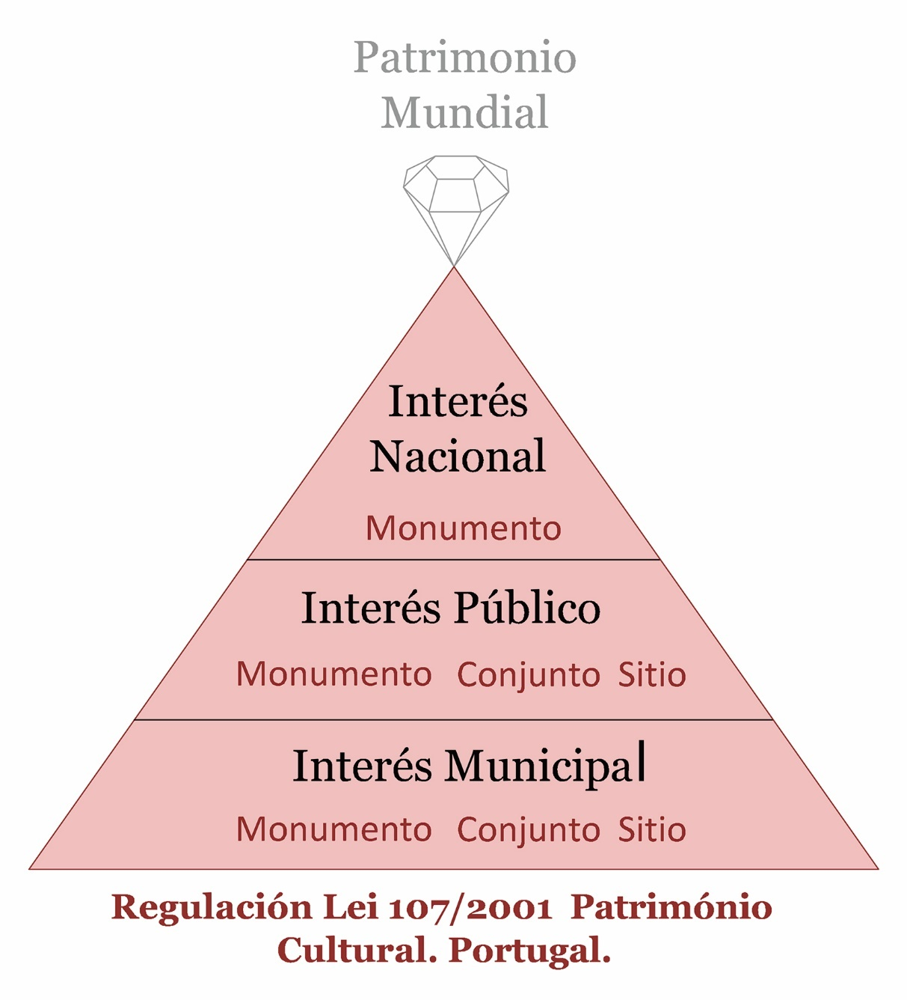 Patrimonio
Mundial
Interés
Nacional
Monumento
Interés Público
Monumento Conjunto Sitio
Interés Municipal
Monumento Conjunto Sitio
Regulación Lei 107/2001 Património
Cultural. Portugal.